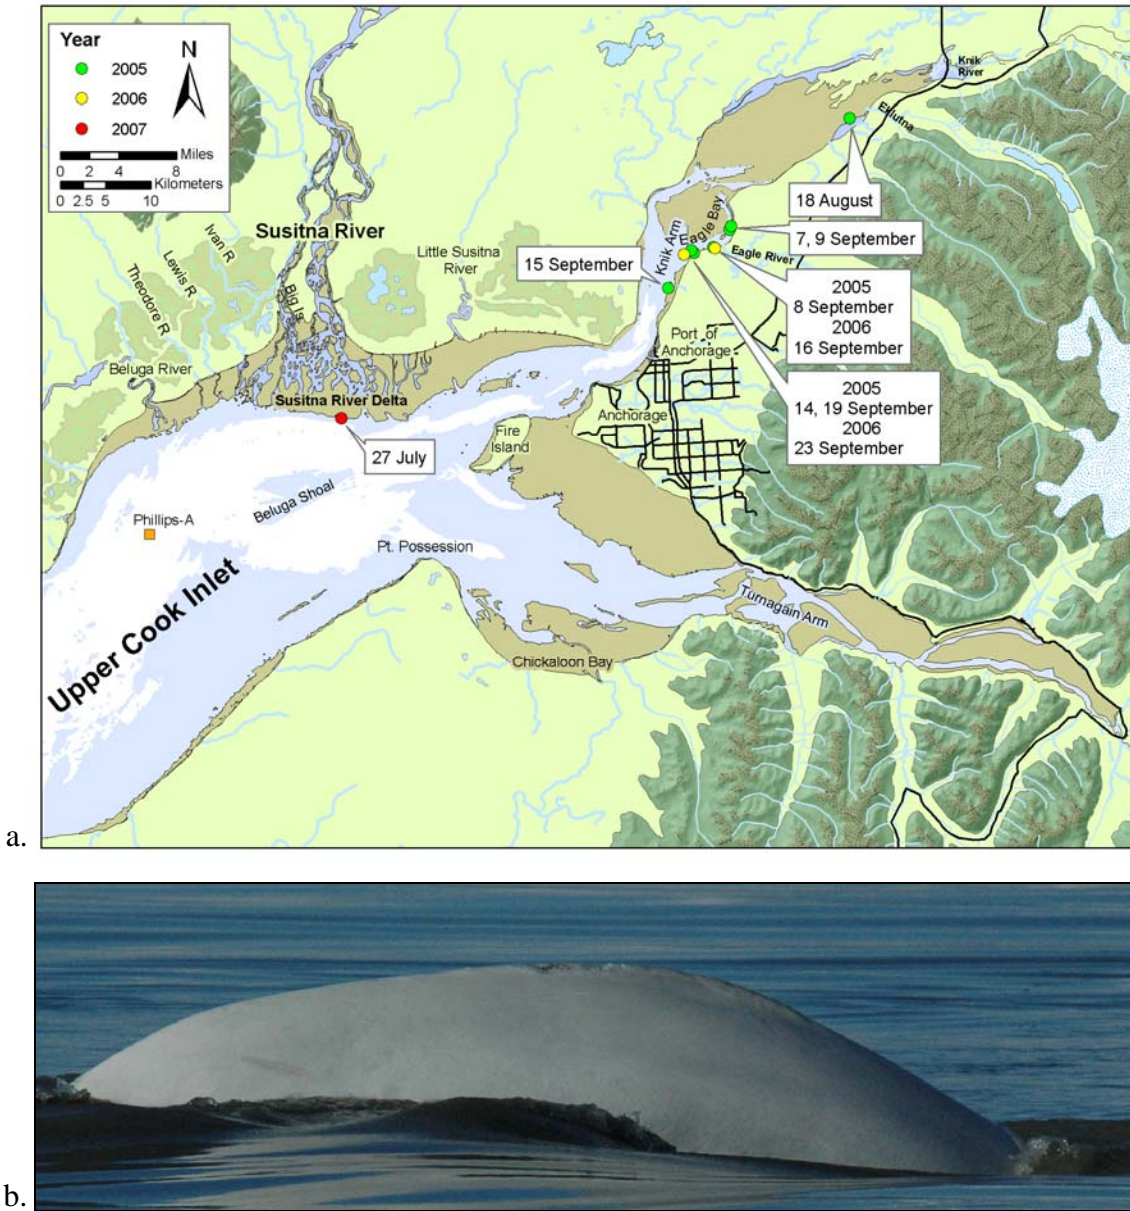 Year
N
2005
2006
2007
Miles
0 2 4 8
Kilometers
0 2.5 5 10
Knik
River
Eklutna
18 August
Ivan R
Lewis R
Theodore R
Susitna River
Little Susitna
River
Big Is
Knik Arm
Eagle Bay
7, 9 September
Eagle River
15 September
2005
8 September
2006
16 September
Port of
Anchorage
Beluga River
Susitna River Delta
2005
14, 19 September
2006
23 September
Anchorage
Fire
Island
27 July
Beluga Shoal
Phillips-A
Pt. Possession
Upper Cook Inlet
Turnagain Arm
Chickaloon Bay
a.
b.